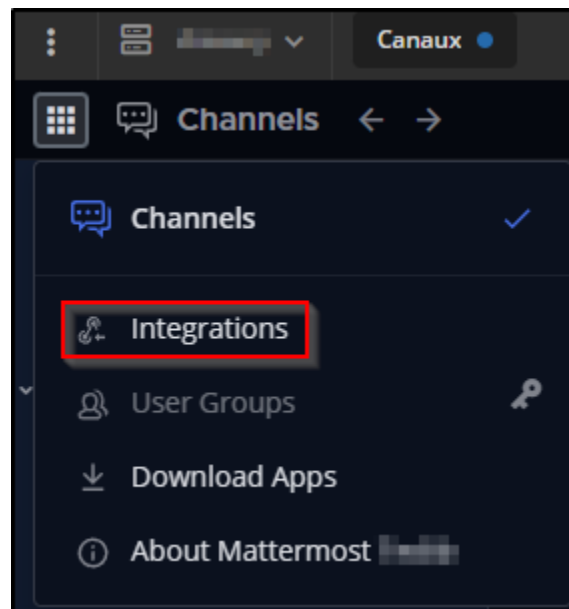 Canaux
Channels
Channels
Integrations
User Groups
Download Apps
About Mattermost